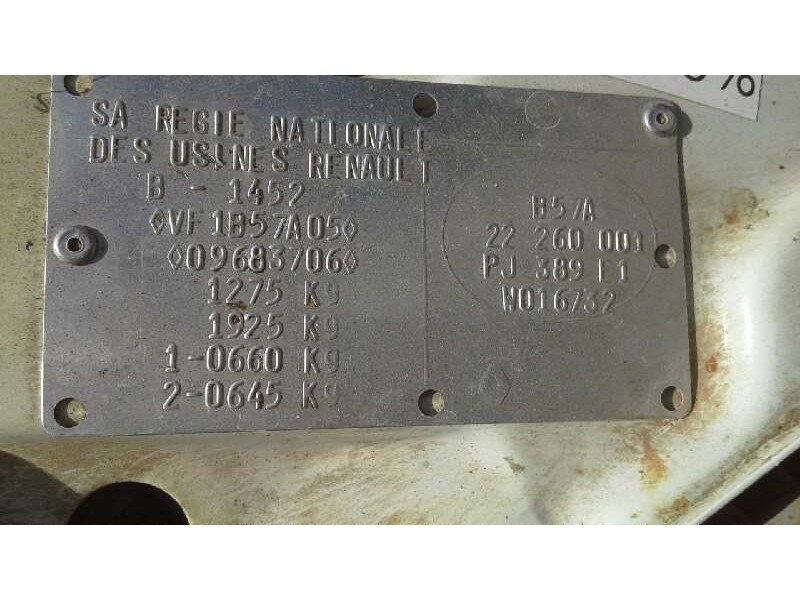 SA REGIE NATIONALE
DES USINES RENAULT
B - 1452
◊VF1B57A05◊
◊09683706◊
1275 Kg
1925 Kg
1-0660 Kg
2-0645 Kg
B57A
22 260 001
PJ 389 E1
W016732
%